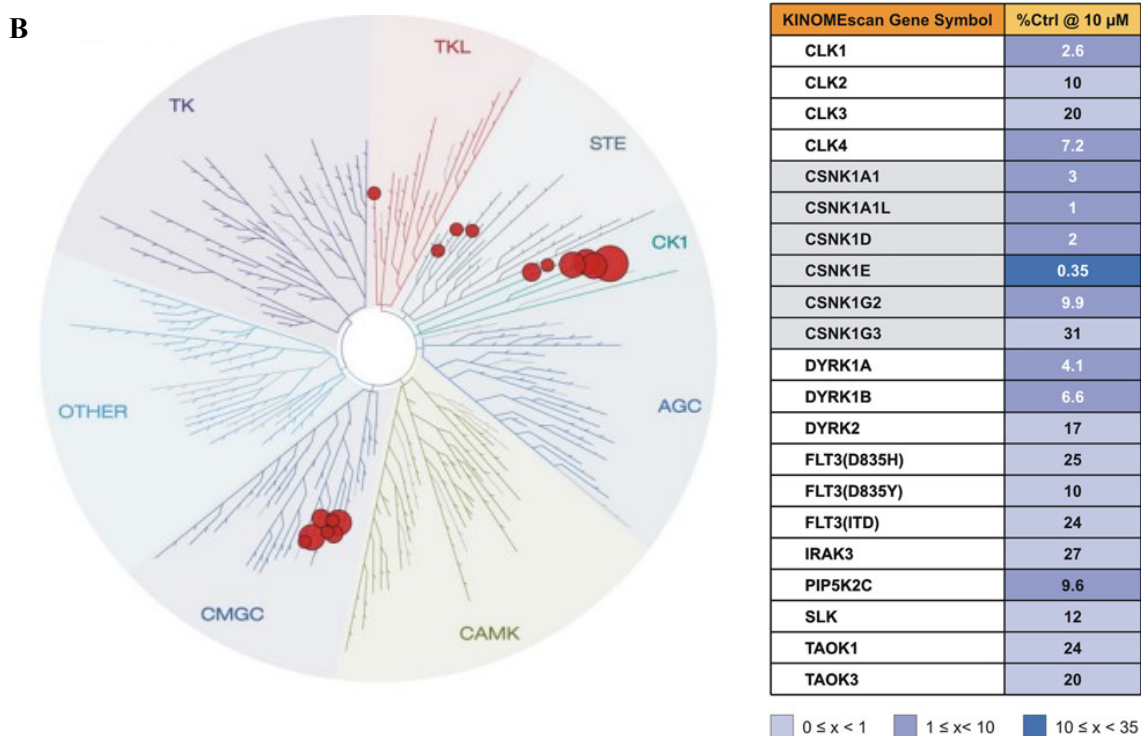 B
TKL
TK
STE
CK1
AGC
OTHER
CMGC
CAMK
KINOMEscan Gene Symbol %Ctrl @ 10 µM
CLK1 2.6
CLK2 10
CLK3 20
CLK4 7.2
CSNK1A1 3
CSNK1A1L 1
CSNK1D 2
CSNK1E 0.35
CSNK1G2 9.9
CSNK1G3 31
DYRK1A 4.1
DYRK1B 6.6
DYRK2 17
FLT3(D835H) 25
FLT3(D835Y) 10
FLT3(ITD) 24
IRAK3 27
PIP5K2C 9.6
SLK 12
TAOK1 24
TAOK3 20
0 ≤ x < 1 1 ≤ x< 10 10 ≤ x < 35